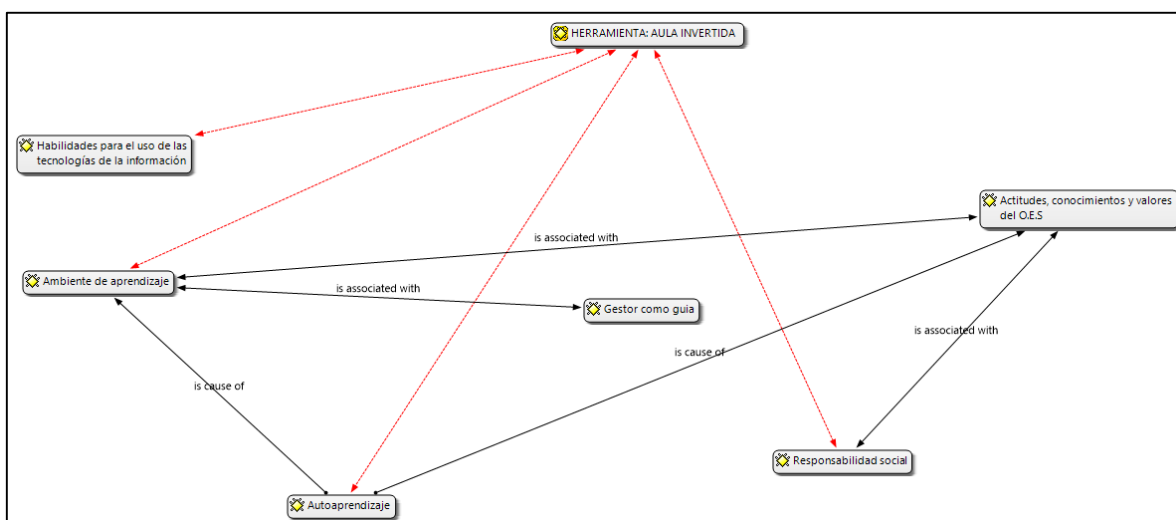 HERRAMIENTA: AULA INVERTIDA
Habilidades para el uso de las
tecnologías de la información
Actitudes, conocimientos y valores
del O.E.S
is associated with
Ambiente de aprendizaje
is associated with
Gestor como guia
is associated with
is cause of
is cause of
Responsabilidad social
Autoaprendizaje